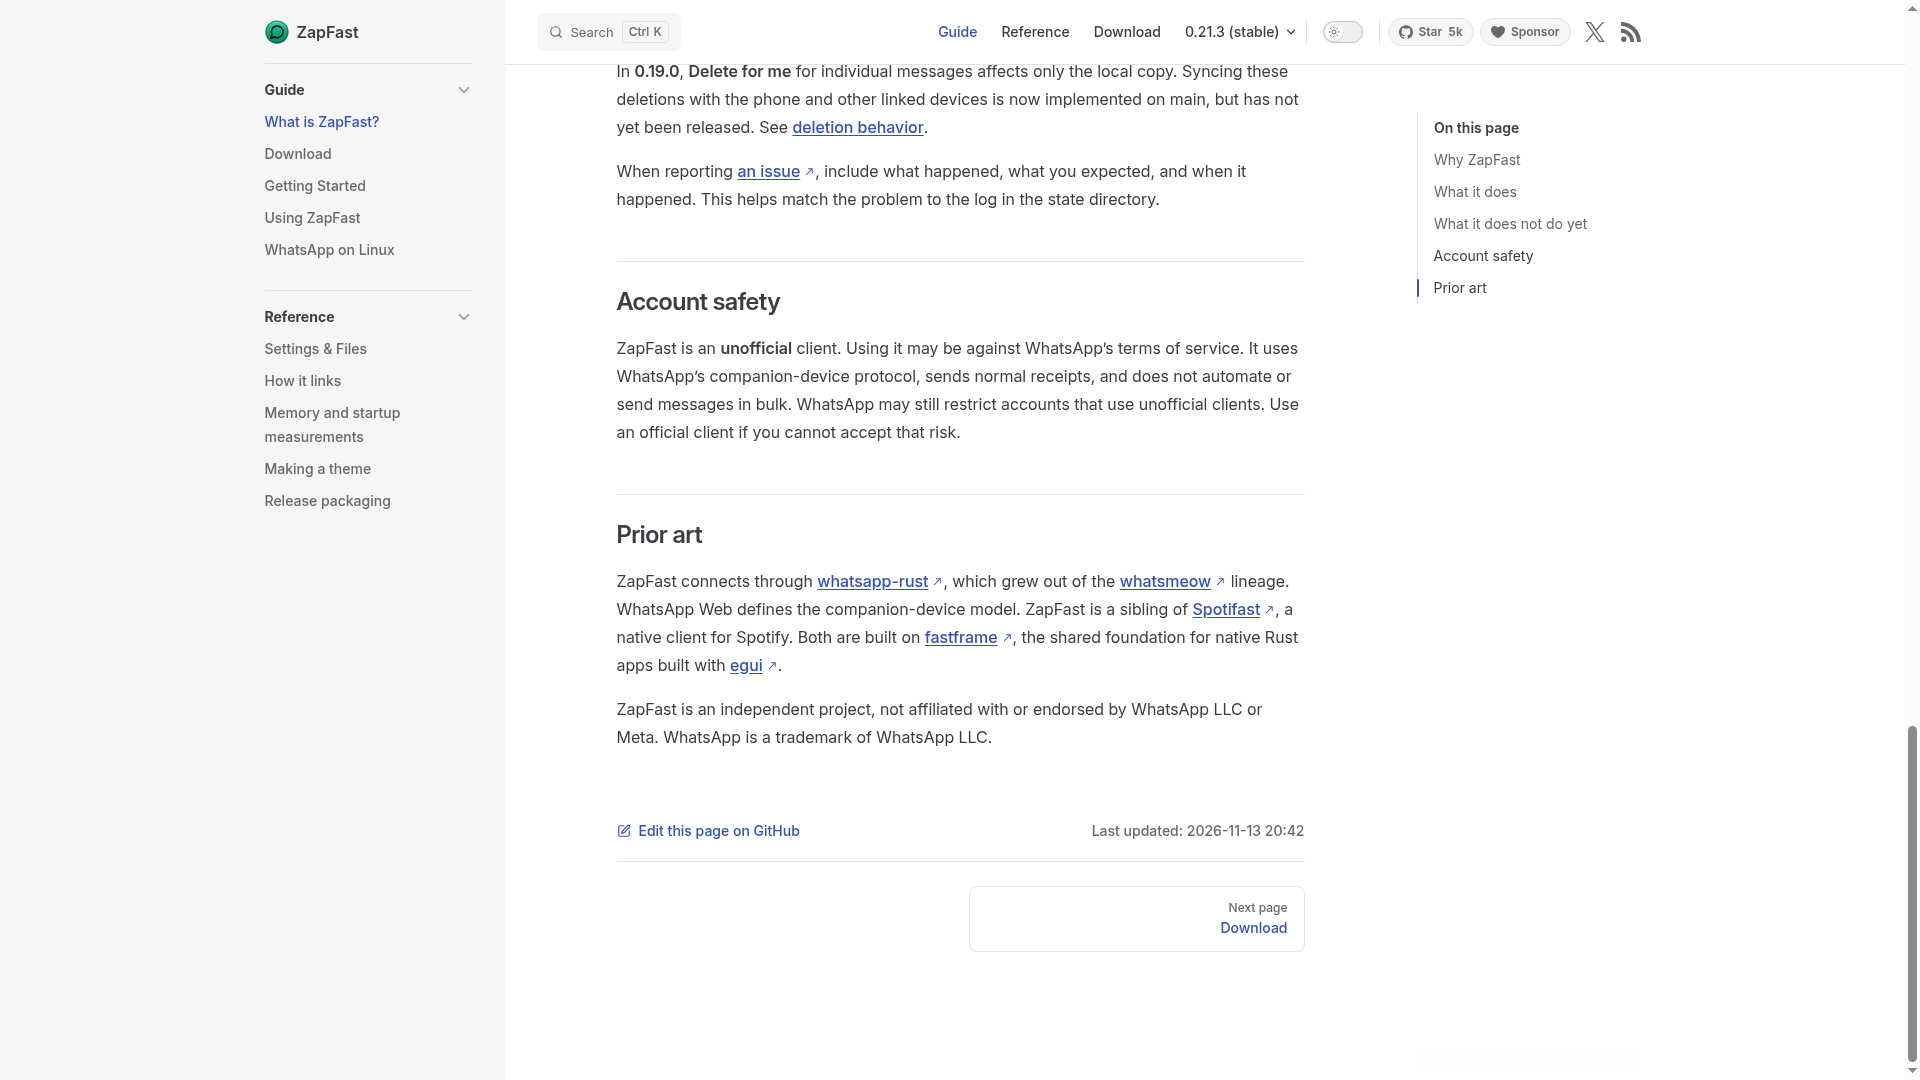 ZapFast
Search Ctrl K
Guide
Reference
Download
0.21.3 (stable)
Star 5k
Sponsor
Guide
What is ZapFast?
Download
Getting Started
Using ZapFast
WhatsApp on Linux
Reference
Settings & Files
How it links
Memory and startup
measurements
Making a theme
Release packaging
In 0.19.0, Delete for me for individual messages affects only the local copy. Syncing these
deletions with the phone and other linked devices is now implemented on main, but has not
yet been released. See deletion behavior.
When reporting an issue ↗, include what happened, what you expected, and when it
happened. This helps match the problem to the log in the state directory.
Account safety
ZapFast is an unofficial client. Using it may be against WhatsApp’s terms of service. It uses
WhatsApp’s companion-device protocol, sends normal receipts, and does not automate or
send messages in bulk. WhatsApp may still restrict accounts that use unofficial clients. Use
an official client if you cannot accept that risk.
Prior art
ZapFast connects through whatsapp-rust ↗, which grew out of the whatsmeow ↗ lineage.
WhatsApp Web defines the companion-device model. ZapFast is a sibling of Spotifast ↗, a
native client for Spotify. Both are built on fastframe ↗, the shared foundation for native Rust
apps built with egui ↗.
ZapFast is an independent project, not affiliated with or endorsed by WhatsApp LLC or
Meta. WhatsApp is a trademark of WhatsApp LLC.
Edit this page on GitHub
Last updated: 2026-11-13 20:42
Next page
Download
On this page
Why ZapFast
What it does
What it does not do yet
Account safety
Prior art